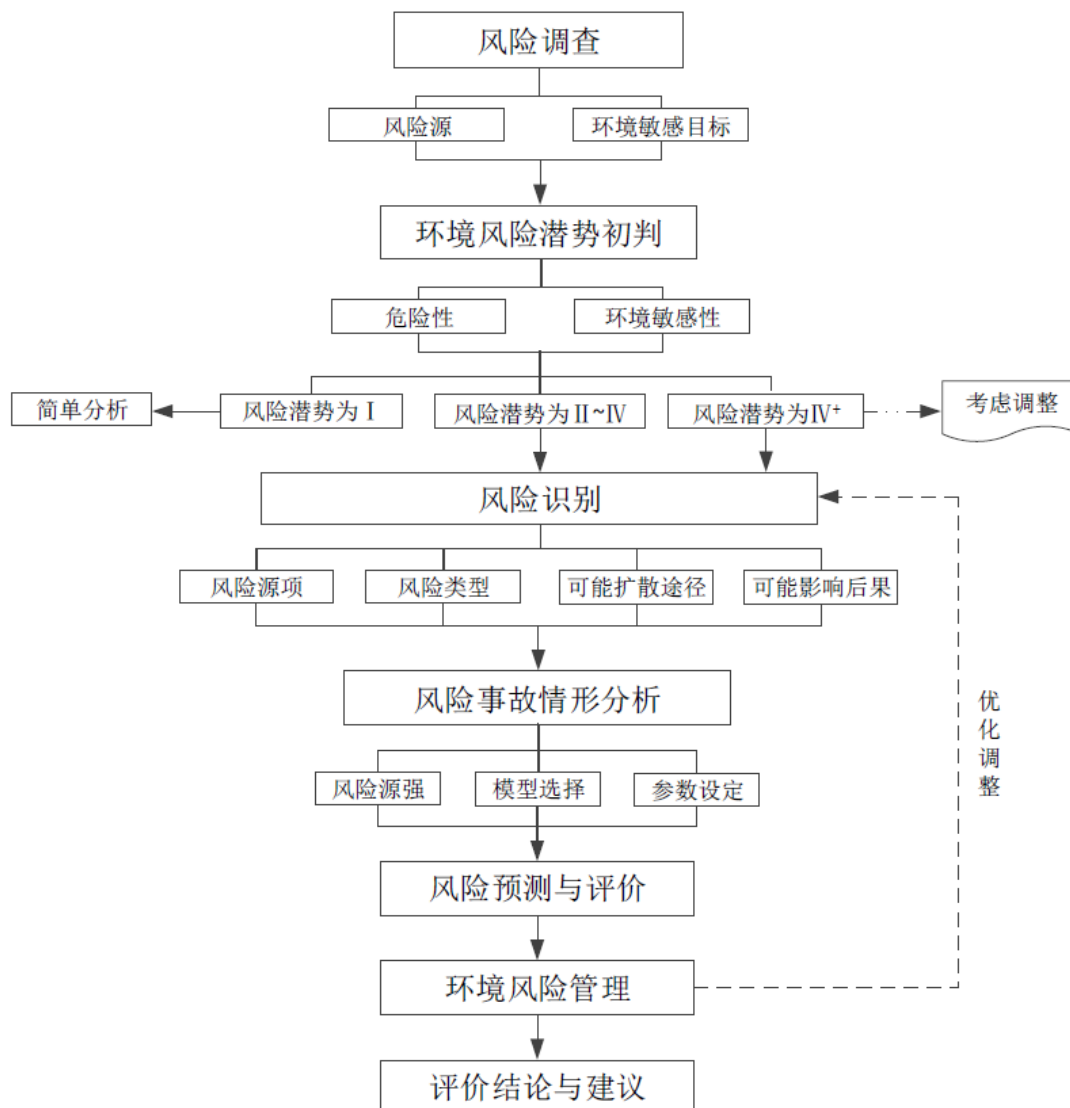 风险调查
风险源
环境敏感目标
环境风险潜势初判
危险性
环境敏感性
简单分析
风险潜势为Ⅰ
风险潜势为Ⅱ~Ⅳ
风险潜势为Ⅳ⁺
考虑调整
风险识别
风险源项
风险类型
可能扩散途径
可能影响后果
风险事故情形分析
优化调整
风险源强
模型选择
参数设定
风险预测与评价
环境风险管理
评价结论与建议